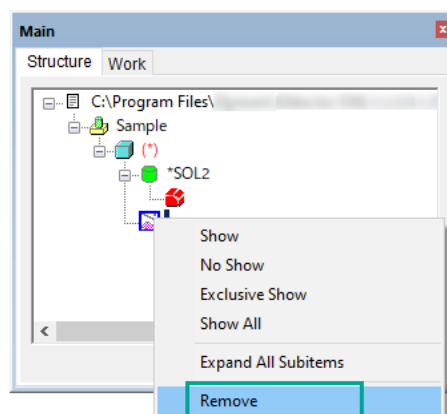 Main
Structure Work
C:\Program Files\
Sample
(*)
*SOL2
Show
No Show
Exclusive Show
Show All
Expand All Subitems
Remove